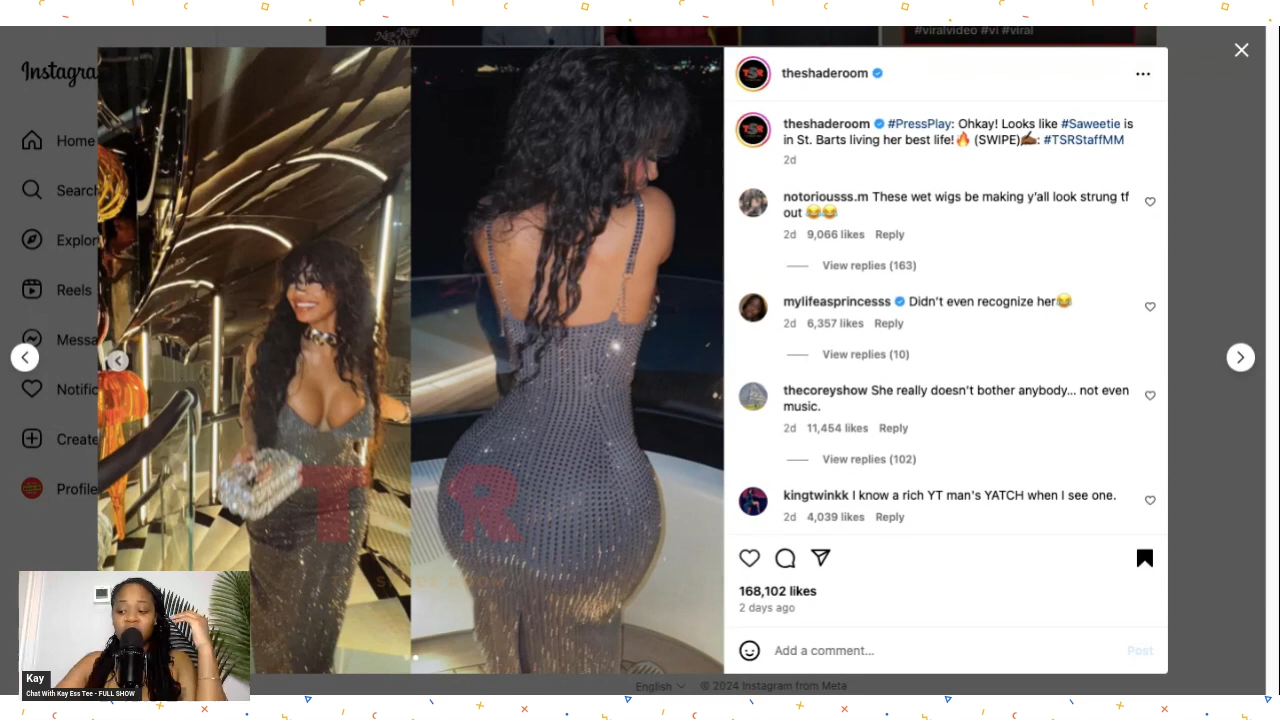 #viralvideo #vi #viral
Instagra
Home
Search
Explor
Reels
Messa
Notific
Create
Profile
theshaderoom
theshaderoom #PressPlay: Ohkay! Looks like #Saweetie is
in St. Barts living her best life!🔥 (SWIPE)✍🏾: #TSRStaffMM
2d
notoriousss.m These wet wigs be making y'all look strung tf
out 😂😂
2d 9,066 likes Reply
View replies (163)
mylifeasprincesss Didn't even recognize her😂
2d 6,357 likes Reply
View replies (10)
thecoreyshow She really doesn't bother anybody... not even
music.
2d 11,454 likes Reply
View replies (102)
kingtwinkk I know a rich YT man's YATCH when I see one.
2d 4,039 likes Reply
168,102 likes
2 days ago
Add a comment...
Post
English © 2024 Instagram from Meta
T R
Kay
Chat With Kay Ess Tee - FULL SHOW